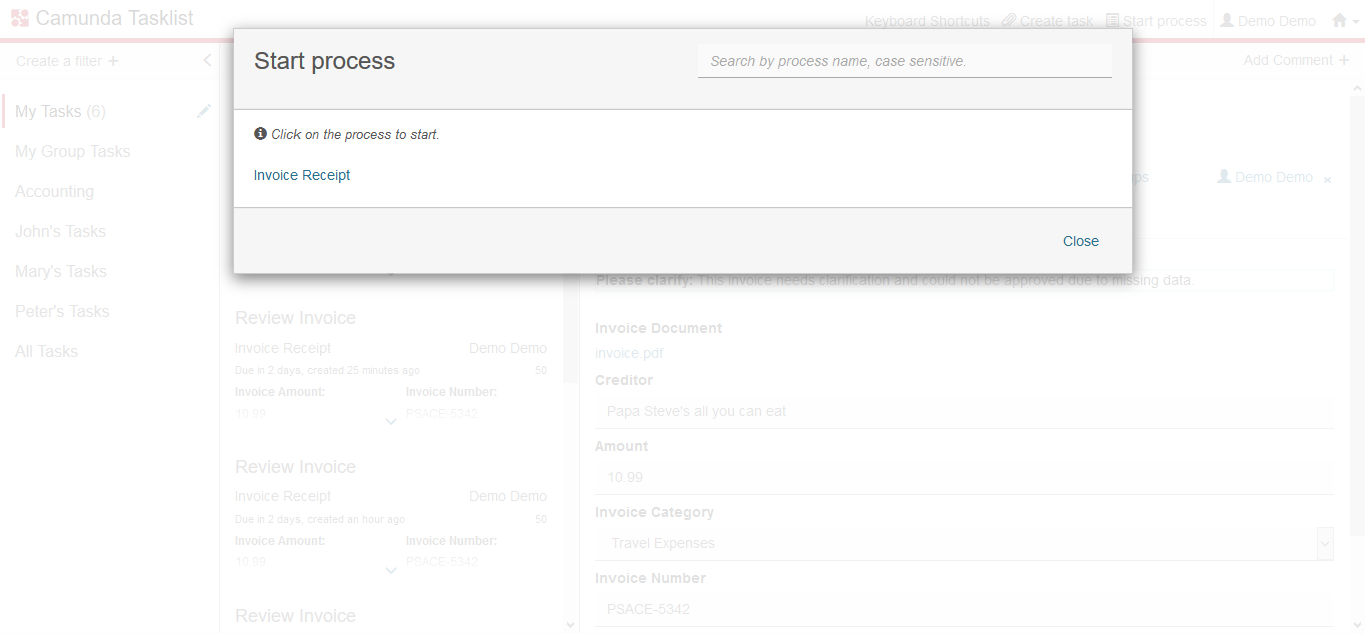 Camunda Tasklist
Keyboard Shortcuts Create task Start process Demo Demo
Create a filter +
Add Comment +
Start process
Search by process name, case sensitive.
Click on the process to start.
Invoice Receipt
Close
My Tasks (6)
My Group Tasks
Accounting
John's Tasks
Mary's Tasks
Peter's Tasks
All Tasks
Review Invoice
Invoice Receipt Demo Demo
Due in 2 days, created 25 minutes ago 50
Invoice Amount: Invoice Number:
10.99 PSACE-5342
Review Invoice
Invoice Receipt Demo Demo
Due in 2 days, created an hour ago 50
Invoice Amount: Invoice Number:
10.99 PSACE-5342
Review Invoice
Demo Demo ×
Please clarify: This invoice needs clarification and could not be approved due to missing data.
Invoice Document
invoice.pdf
Creditor
Papa Steve's all you can eat
Amount
10.99
Invoice Category
Travel Expenses
Invoice Number
PSACE-5342